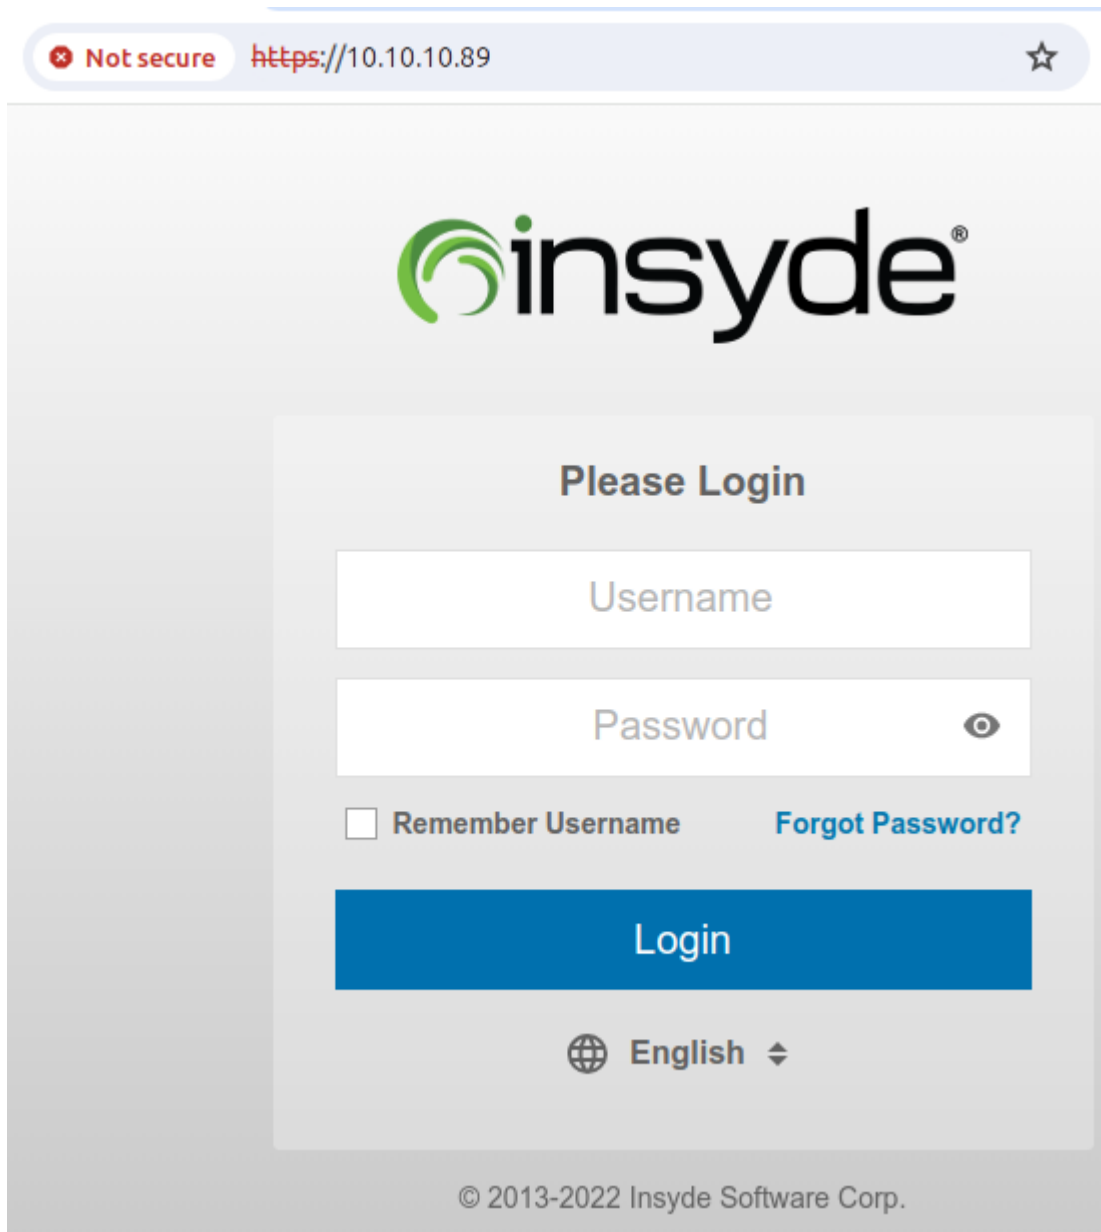 Not secure https://10.10.10.89
insyde®
Please Login
Username
Password
Remember Username Forgot Password?
Login
English
© 2013-2022 Insyde Software Corp.